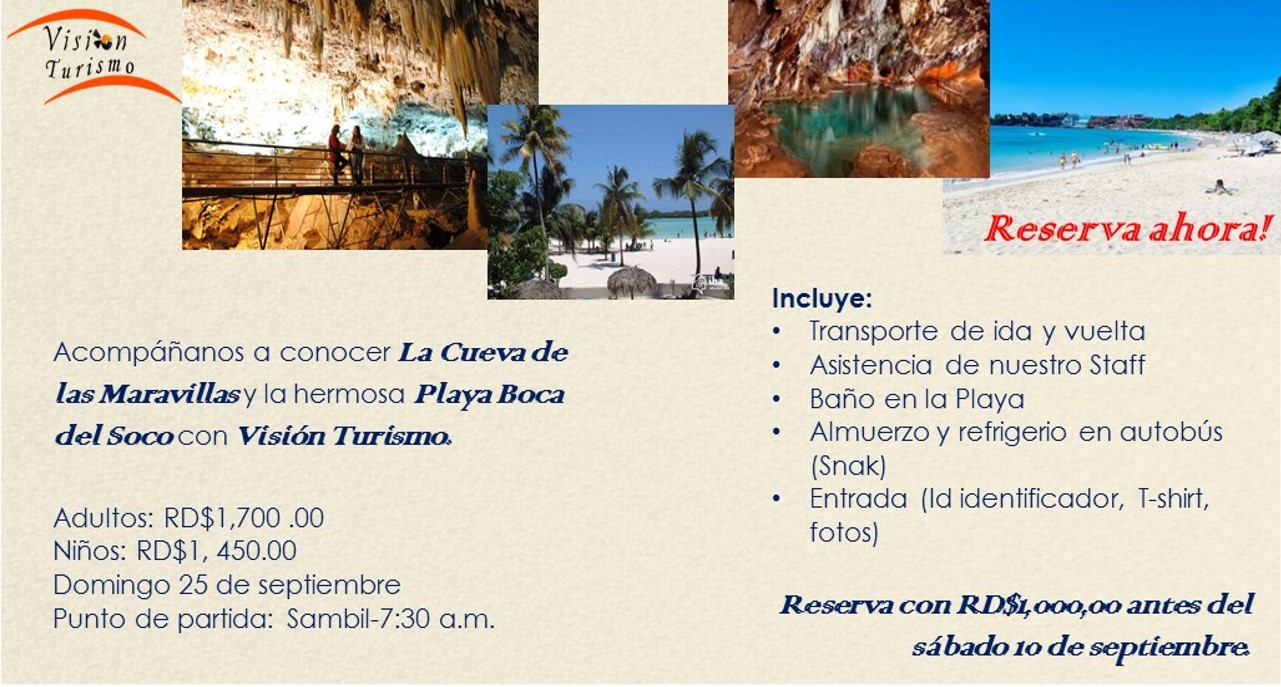 Visión
Turismo
Reserva ahora!
Acompáñanos a conocer La Cueva de
las Maravillas y la hermosa Playa Boca
del Soco con Visión Turismo.
Adultos: RD$1,700 .00
Niños: RD$1, 450.00
Domingo 25 de septiembre
Punto de partida: Sambil-7:30 a.m.
Incluye:
• Transporte de ida y vuelta
• Asistencia de nuestro Staff
• Baño en la Playa
• Almuerzo y refrigerio en autobús
(Snak)
• Entrada (Id identificador, T-shirt,
fotos)
Reserva con RD$1,000,00 antes del
sábado 10 de septiembre.